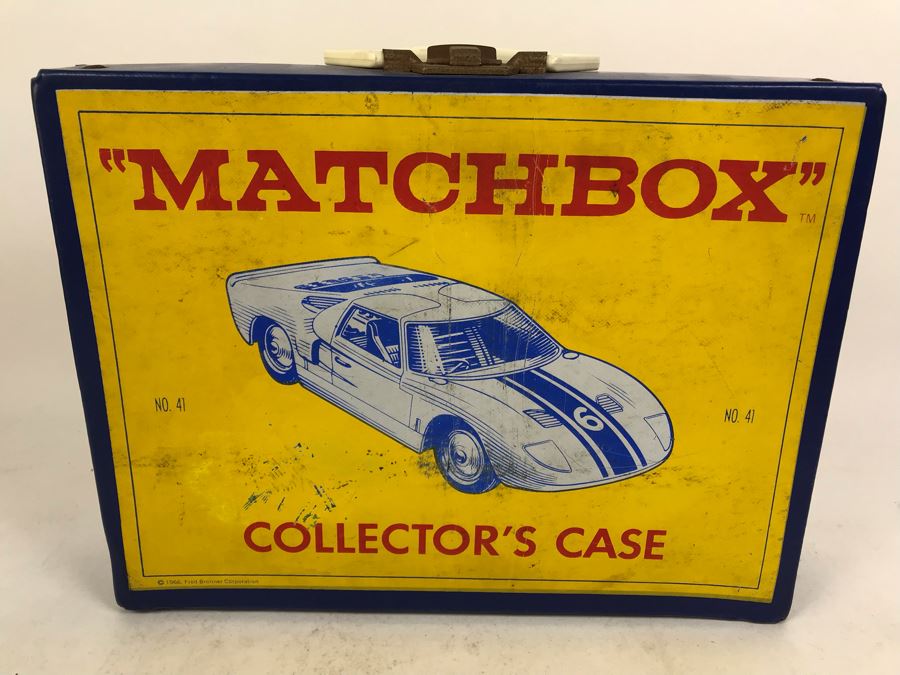 "MATCHBOX"
TM
6
NO. 41
NO. 41
COLLECTOR'S CASE
© 1966, Fred Bronner Corporation